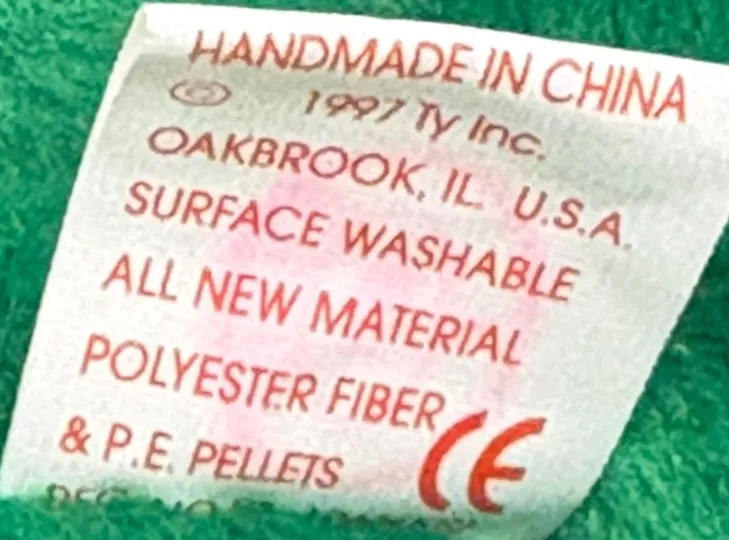 HANDMADE IN CHINA
© 1997 Ty Inc.
OAKBROOK, IL. U.S.A.
SURFACE WASHABLE
ALL NEW MATERIAL
POLYESTER FIBER
& P.E. PELLETS
CE